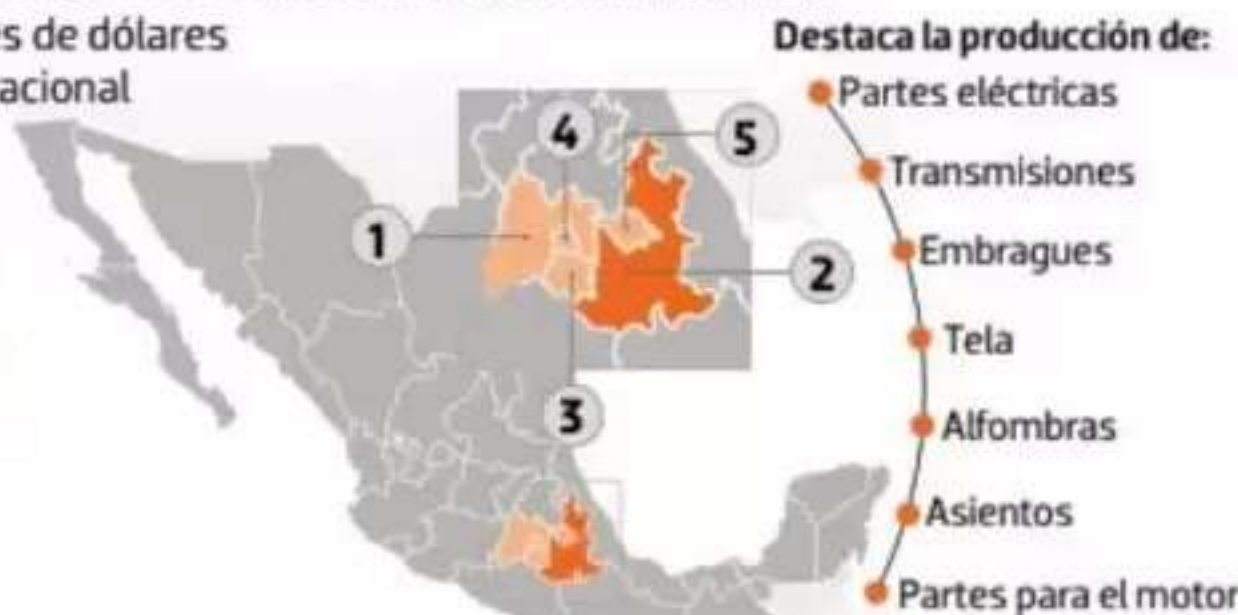 s de dólares
acional
Destaca la producción de:
Partes eléctricas
Transmisiones
Embragues
Tela
Alfombras
Asientos
Partes para el motor
4
5
1
2
3